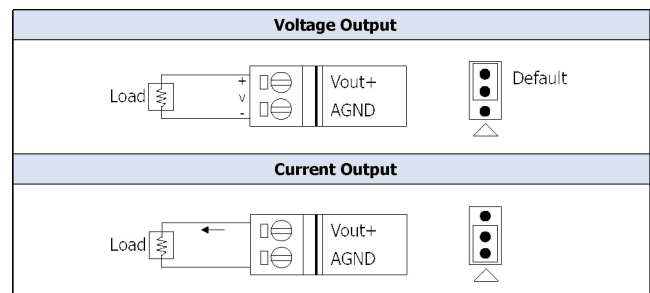 Voltage Output
Load
+
V
-
Vout+
AGND
Default
Current Output
Load
Vout+
AGND